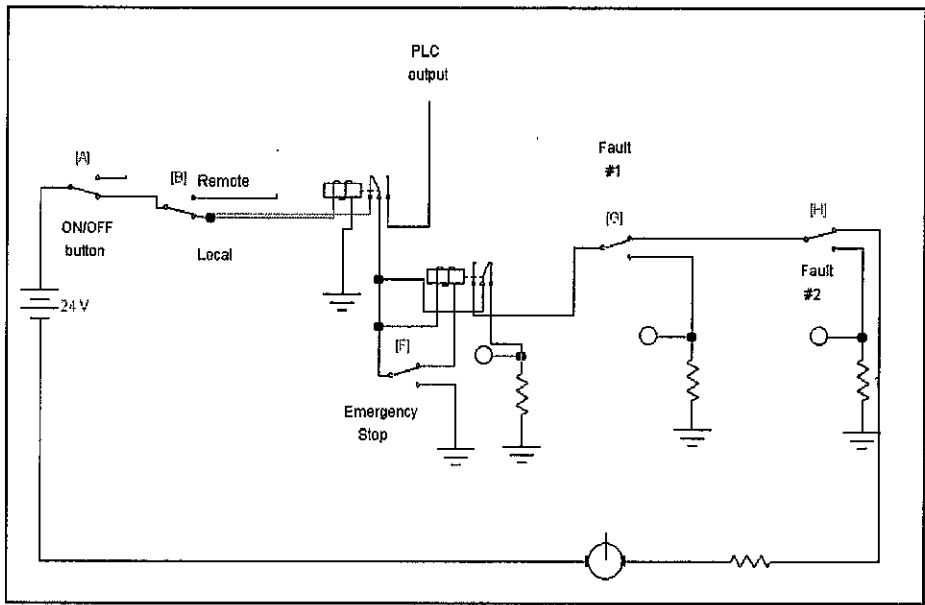 PLC
output
Fault
#1
[A]
[B] Remote
[G]
[H]
ON/OFF
button
Local
Fault
#2
24 V
[F]
Emergency
Stop